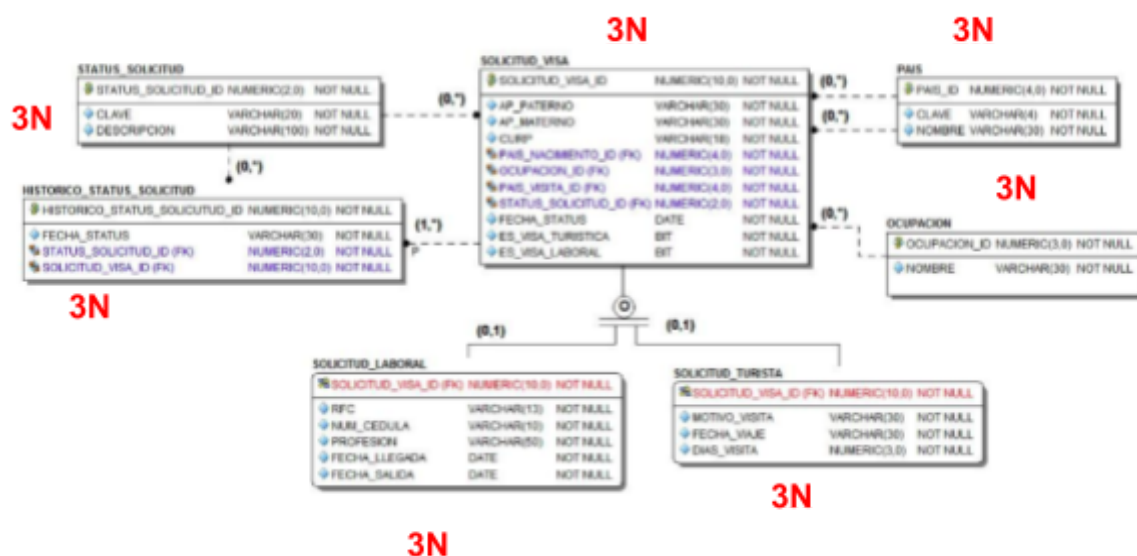 3N
3N
STATUS_SOLICITUD
STATUS_SOLICITUD_ID NUMERIC(2,0) NOT NULL
CLAVE VARCHAR(20) NOT NULL
DESCRIPCION VARCHAR(100) NOT NULL
3N
(0,*)
(0,*)
SOLICITUD_VISA
SOLICITUD_VISA_ID NUMERIC(10,0) NOT NULL
AP_PATERNO VARCHAR(30) NOT NULL
AP_MATERNO VARCHAR(30) NOT NULL
CURP VARCHAR(18) NOT NULL
PAIS_NACIMIENTO_ID (FK) NUMERIC(4,0) NOT NULL
OCUPACION_ID (FK) NUMERIC(3,0) NOT NULL
PAIS_VISITA_ID (FK) NUMERIC(4,0) NOT NULL
STATUS_SOLICITUD_ID (FK) NUMERIC(2,0) NOT NULL
FECHA_STATUS DATE NOT NULL
ES_VISA_TURISTICA BIT NOT NULL
ES_VISA_LABORAL BIT NOT NULL
(0,*)
(0,*)
PAIS
PAIS_ID NUMERIC(4,0) NOT NULL
CLAVE VARCHAR(4) NOT NULL
NOMBRE VARCHAR(30) NOT NULL
3N
HISTORICO_STATUS_SOLICITUD
HISTORICO_STATUS_SOLICUTUD_ID NUMERIC(10,0) NOT NULL
FECHA_STATUS VARCHAR(30) NOT NULL
STATUS_SOLICITUD_ID (FK) NUMERIC(2,0) NOT NULL
SOLICITUD_VISA_ID (FK) NUMERIC(10,0) NOT NULL
(1,*)
P
3N
(0,*)
OCUPACION
OCUPACION_ID NUMERIC(3,0) NOT NULL
NOMBRE VARCHAR(30) NOT NULL
O
(0,1)
(0,1)
SOLICITUD_LABORAL
SOLICITUD_VISA_ID (FK) NUMERIC(10,0) NOT NULL
RFC VARCHAR(13) NOT NULL
NUM_CEDULA VARCHAR(10) NOT NULL
PROFESION VARCHAR(50) NOT NULL
FECHA_LLEGADA DATE NOT NULL
FECHA_SALIDA DATE NOT NULL
SOLICITUD_TURISTA
SOLICITUD_VISA_ID (FK) NUMERIC(10,0) NOT NULL
MOTIVO_VISITA VARCHAR(30) NOT NULL
FECHA_VIAJE VARCHAR(30) NOT NULL
DIAS_VISITA NUMERIC(3,0) NOT NULL
3N
3N